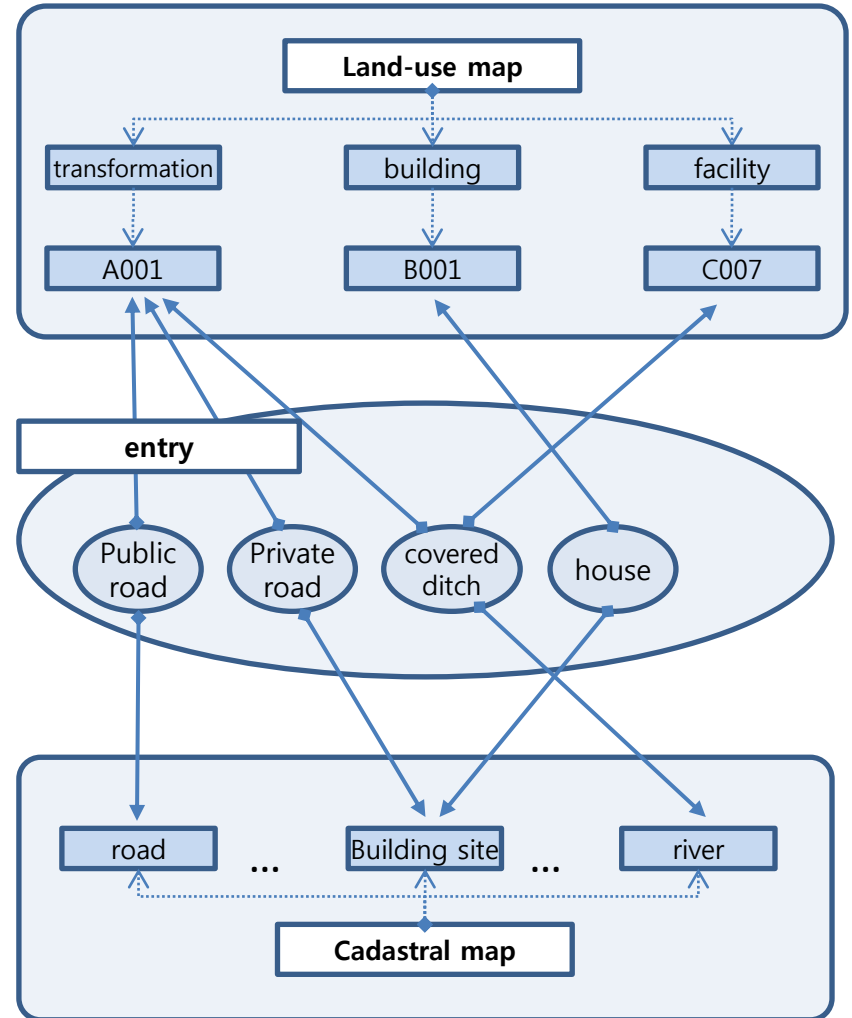 Land-use map
transformation
building
facility
A001
B001
C007
entry
Public
road
Private
road
covered
ditch
house
road
...
Building site
...
river
Cadastral map